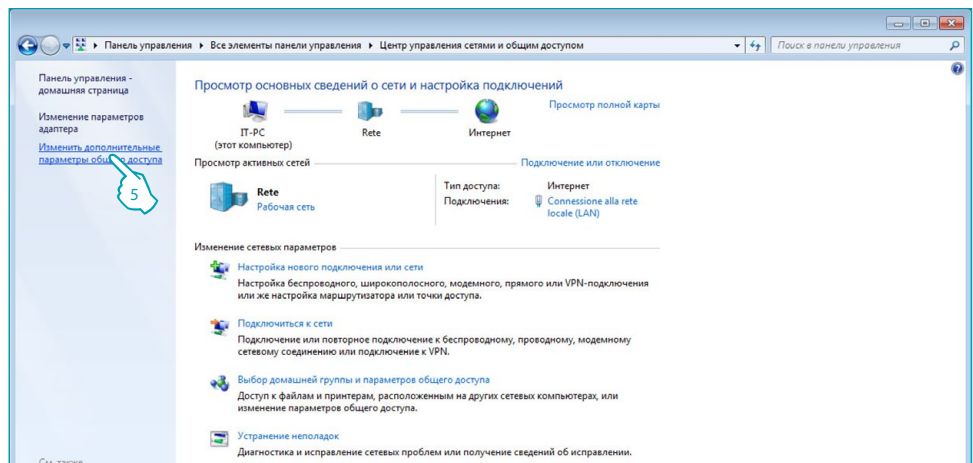 Панель управления ▸ Все элементы панели управления ▸ Центр управления сетями и общим доступом
Поиск в панели управления
Панель управления -
домашняя страница
Изменение параметров
адаптера
Изменить дополнительные
параметры общего доступа
5
См. также
Просмотр основных сведений о сети и настройка подключений
Просмотр полной карты
IT-PC
(этот компьютер)
Rete
Интернет
Просмотр активных сетей
Подключение или отключение
Rete
Рабочая сеть
Тип доступа: Интернет
Подключения: Connessione alla rete
locale (LAN)
Изменение сетевых параметров
Настройка нового подключения или сети
Настройка беспроводного, широкополосного, модемного, прямого или VPN-подключения
или же настройка маршрутизатора или точки доступа.
Подключиться к сети
Подключение или повторное подключение к беспроводному, проводному, модемному
сетевому соединению или подключение к VPN.
Выбор домашней группы и параметров общего доступа
Доступ к файлам и принтерам, расположенным на других сетевых компьютерах, или
изменение параметров общего доступа.
Устранение неполадок
Диагностика и исправление сетевых проблем или получение сведений об исправлении.